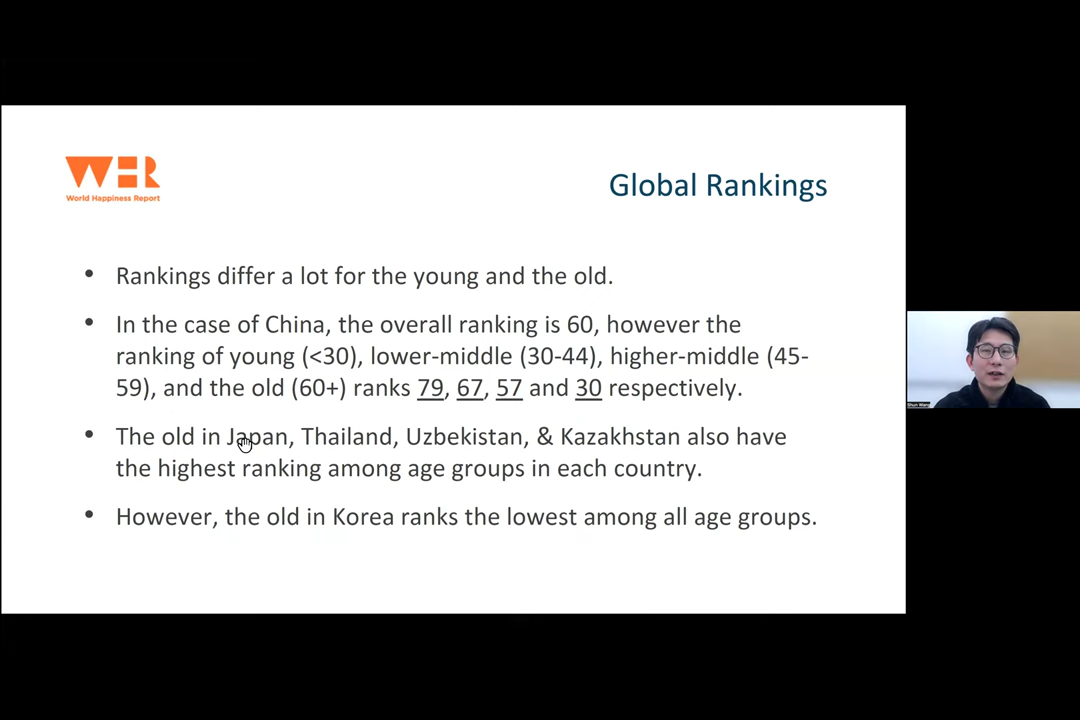 WHR
World Happiness Report
Global Rankings
• Rankings differ a lot for the young and the old.
• In the case of China, the overall ranking is 60, however the
ranking of young (<30), lower-middle (30-44), higher-middle (45-
59), and the old (60+) ranks 79, 67, 57 and 30 respectively.
• The old in Japan, Thailand, Uzbekistan, & Kazakhstan also have
the highest ranking among age groups in each country.
• However, the old in Korea ranks the lowest among all age groups.